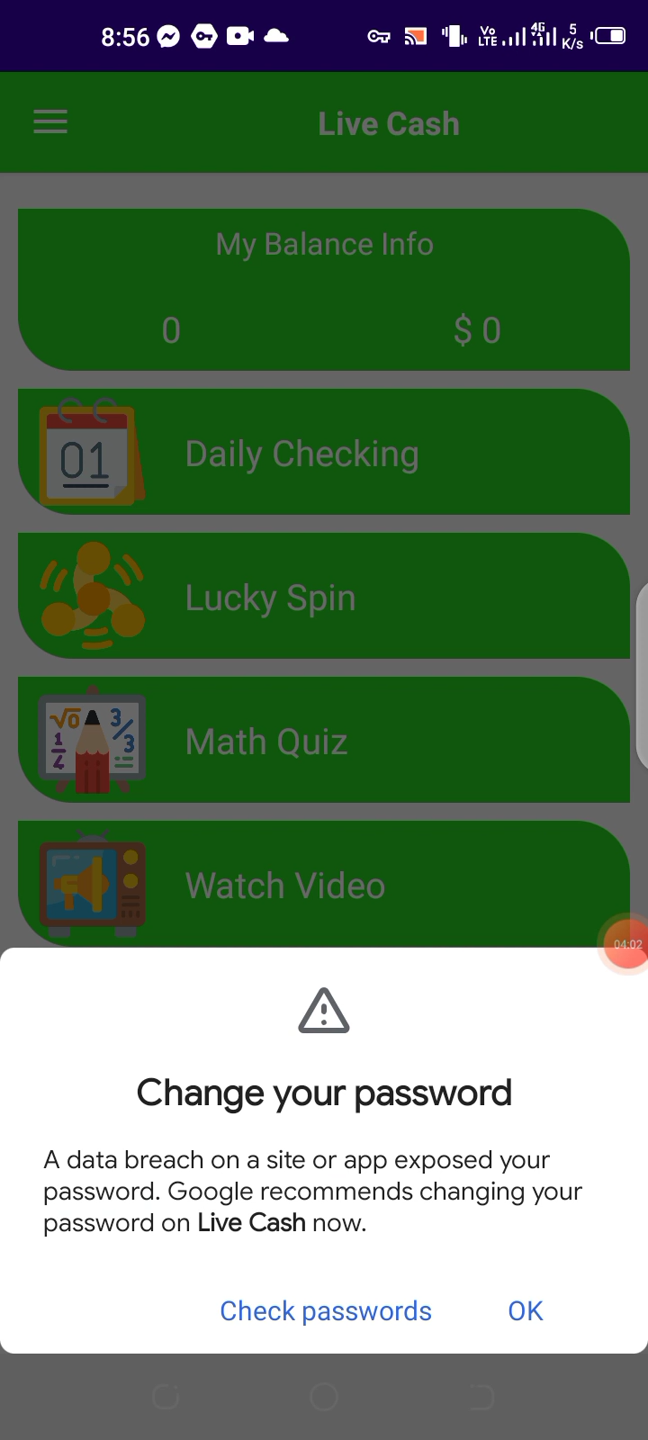 8:56 Vo LTE 4G 5 K/s
Live Cash
My Balance Info
0 $ 0
01
Daily Checking
Lucky Spin
√0 3/3 1/4
Math Quiz
Watch Video
04:02
Change your password
A data breach on a site or app exposed your
password. Google recommends changing your
password on Live Cash now.
Check passwords OK